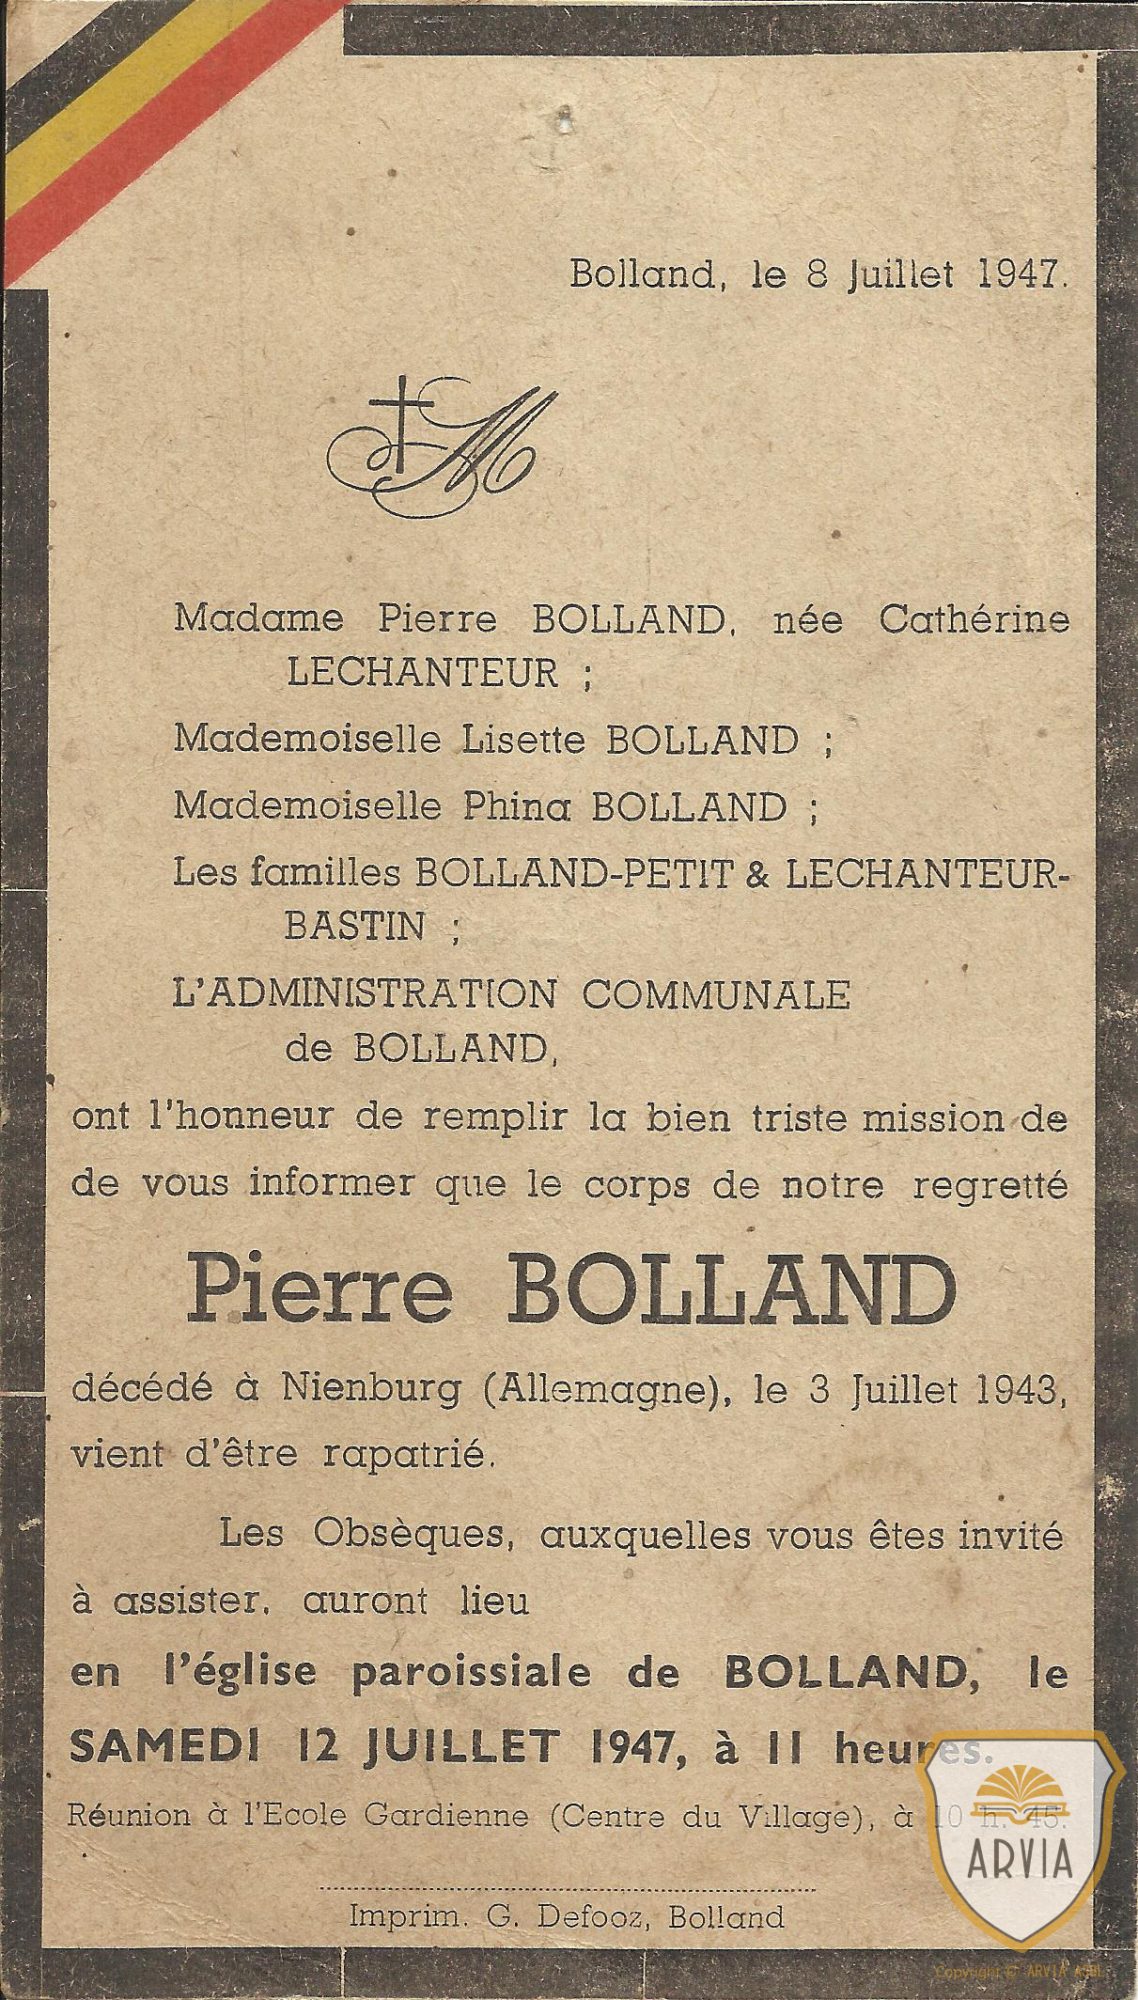 Bolland, le 8 Juillet 1947.
M
Madame Pierre BOLLAND, née Cathérine
LECHANTEUR ;
Mademoiselle Lisette BOLLAND ;
Mademoiselle Phina BOLLAND ;
Les familles BOLLAND-PETIT & LECHANTEUR-
BASTIN ;
L'ADMINISTRATION COMMUNALE
de BOLLAND,
ont l'honneur de remplir la bien triste mission de
de vous informer que le corps de notre regretté
Pierre BOLLAND
décédé à Nienburg (Allemagne), le 3 Juillet 1943,
vient d'être rapatrié.
Les Obsèques, auxquelles vous êtes invité
à assister, auront lieu
en l'église paroissiale de BOLLAND, le
SAMEDI 12 JUILLET 1947, à 11 heures.
Réunion à l'Ecole Gardienne (Centre du Village), à 10 h. 45.
Imprim. G. Defooz, Bolland
ARVIA
Copyright © ARVIA ASBL